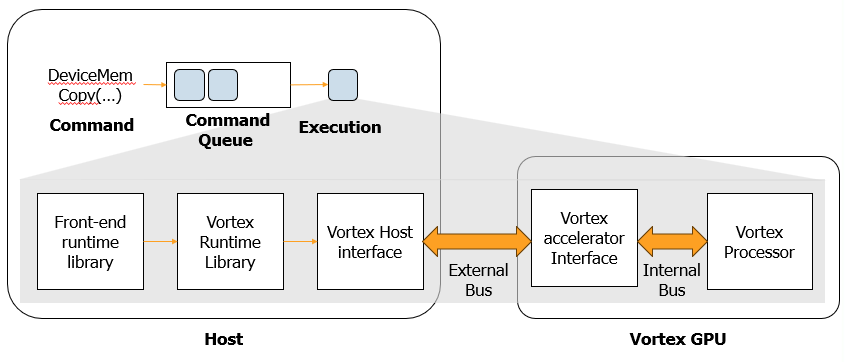 DeviceMem
Copy(...)
Command
Command
Queue
Execution
Front-end
runtime
library
Vortex
Runtime
Library
Vortex Host
interface
External
Bus
Vortex
accelerator
Interface
Internal
Bus
Vortex
Processor
Host
Vortex GPU